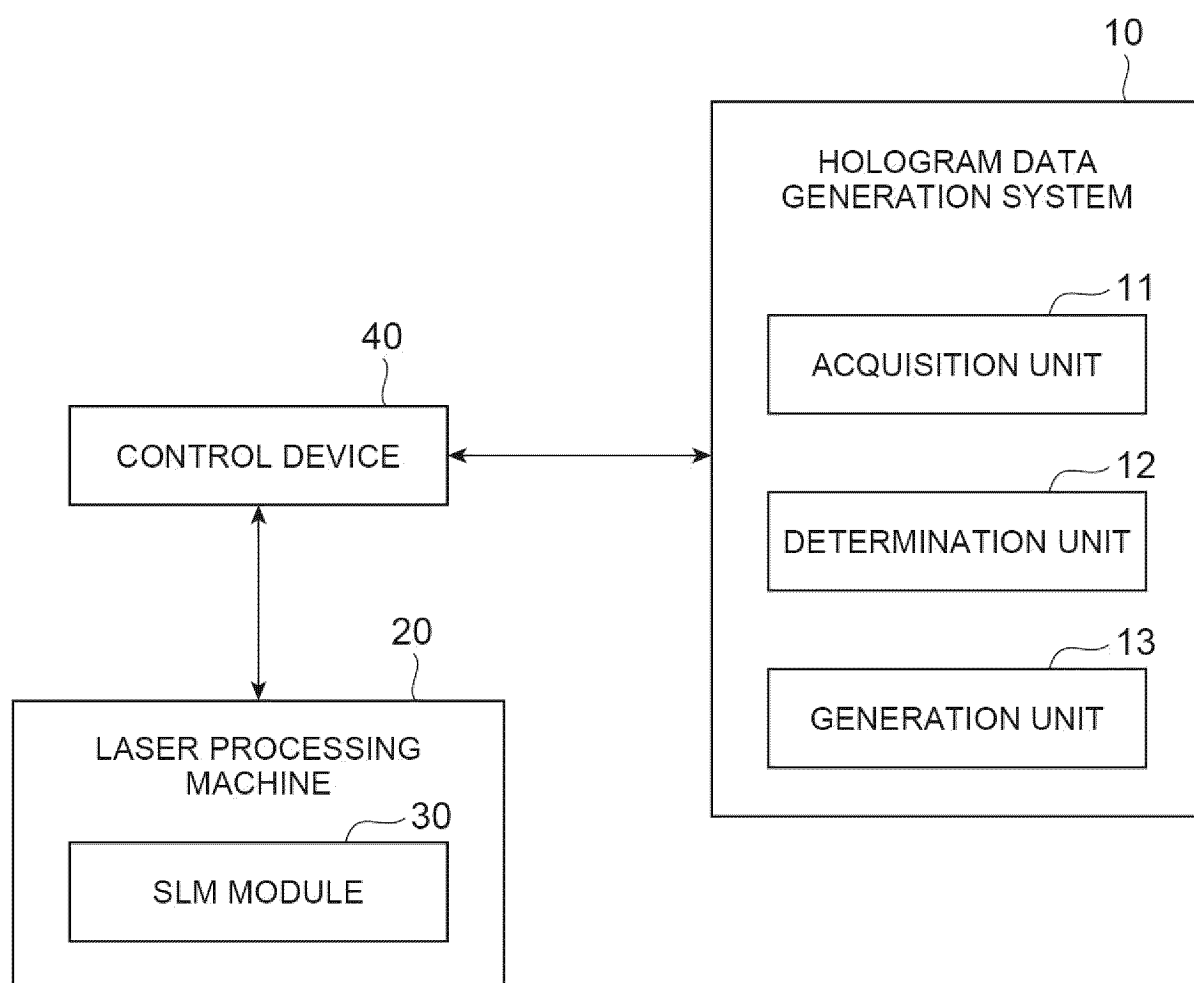 10
HOLOGRAM DATA
GENERATION SYSTEM
11
ACQUISITION UNIT
40
CONTROL DEVICE
12
DETERMINATION UNIT
20
LASER PROCESSING
MACHINE
13
GENERATION UNIT
30
SLM MODULE